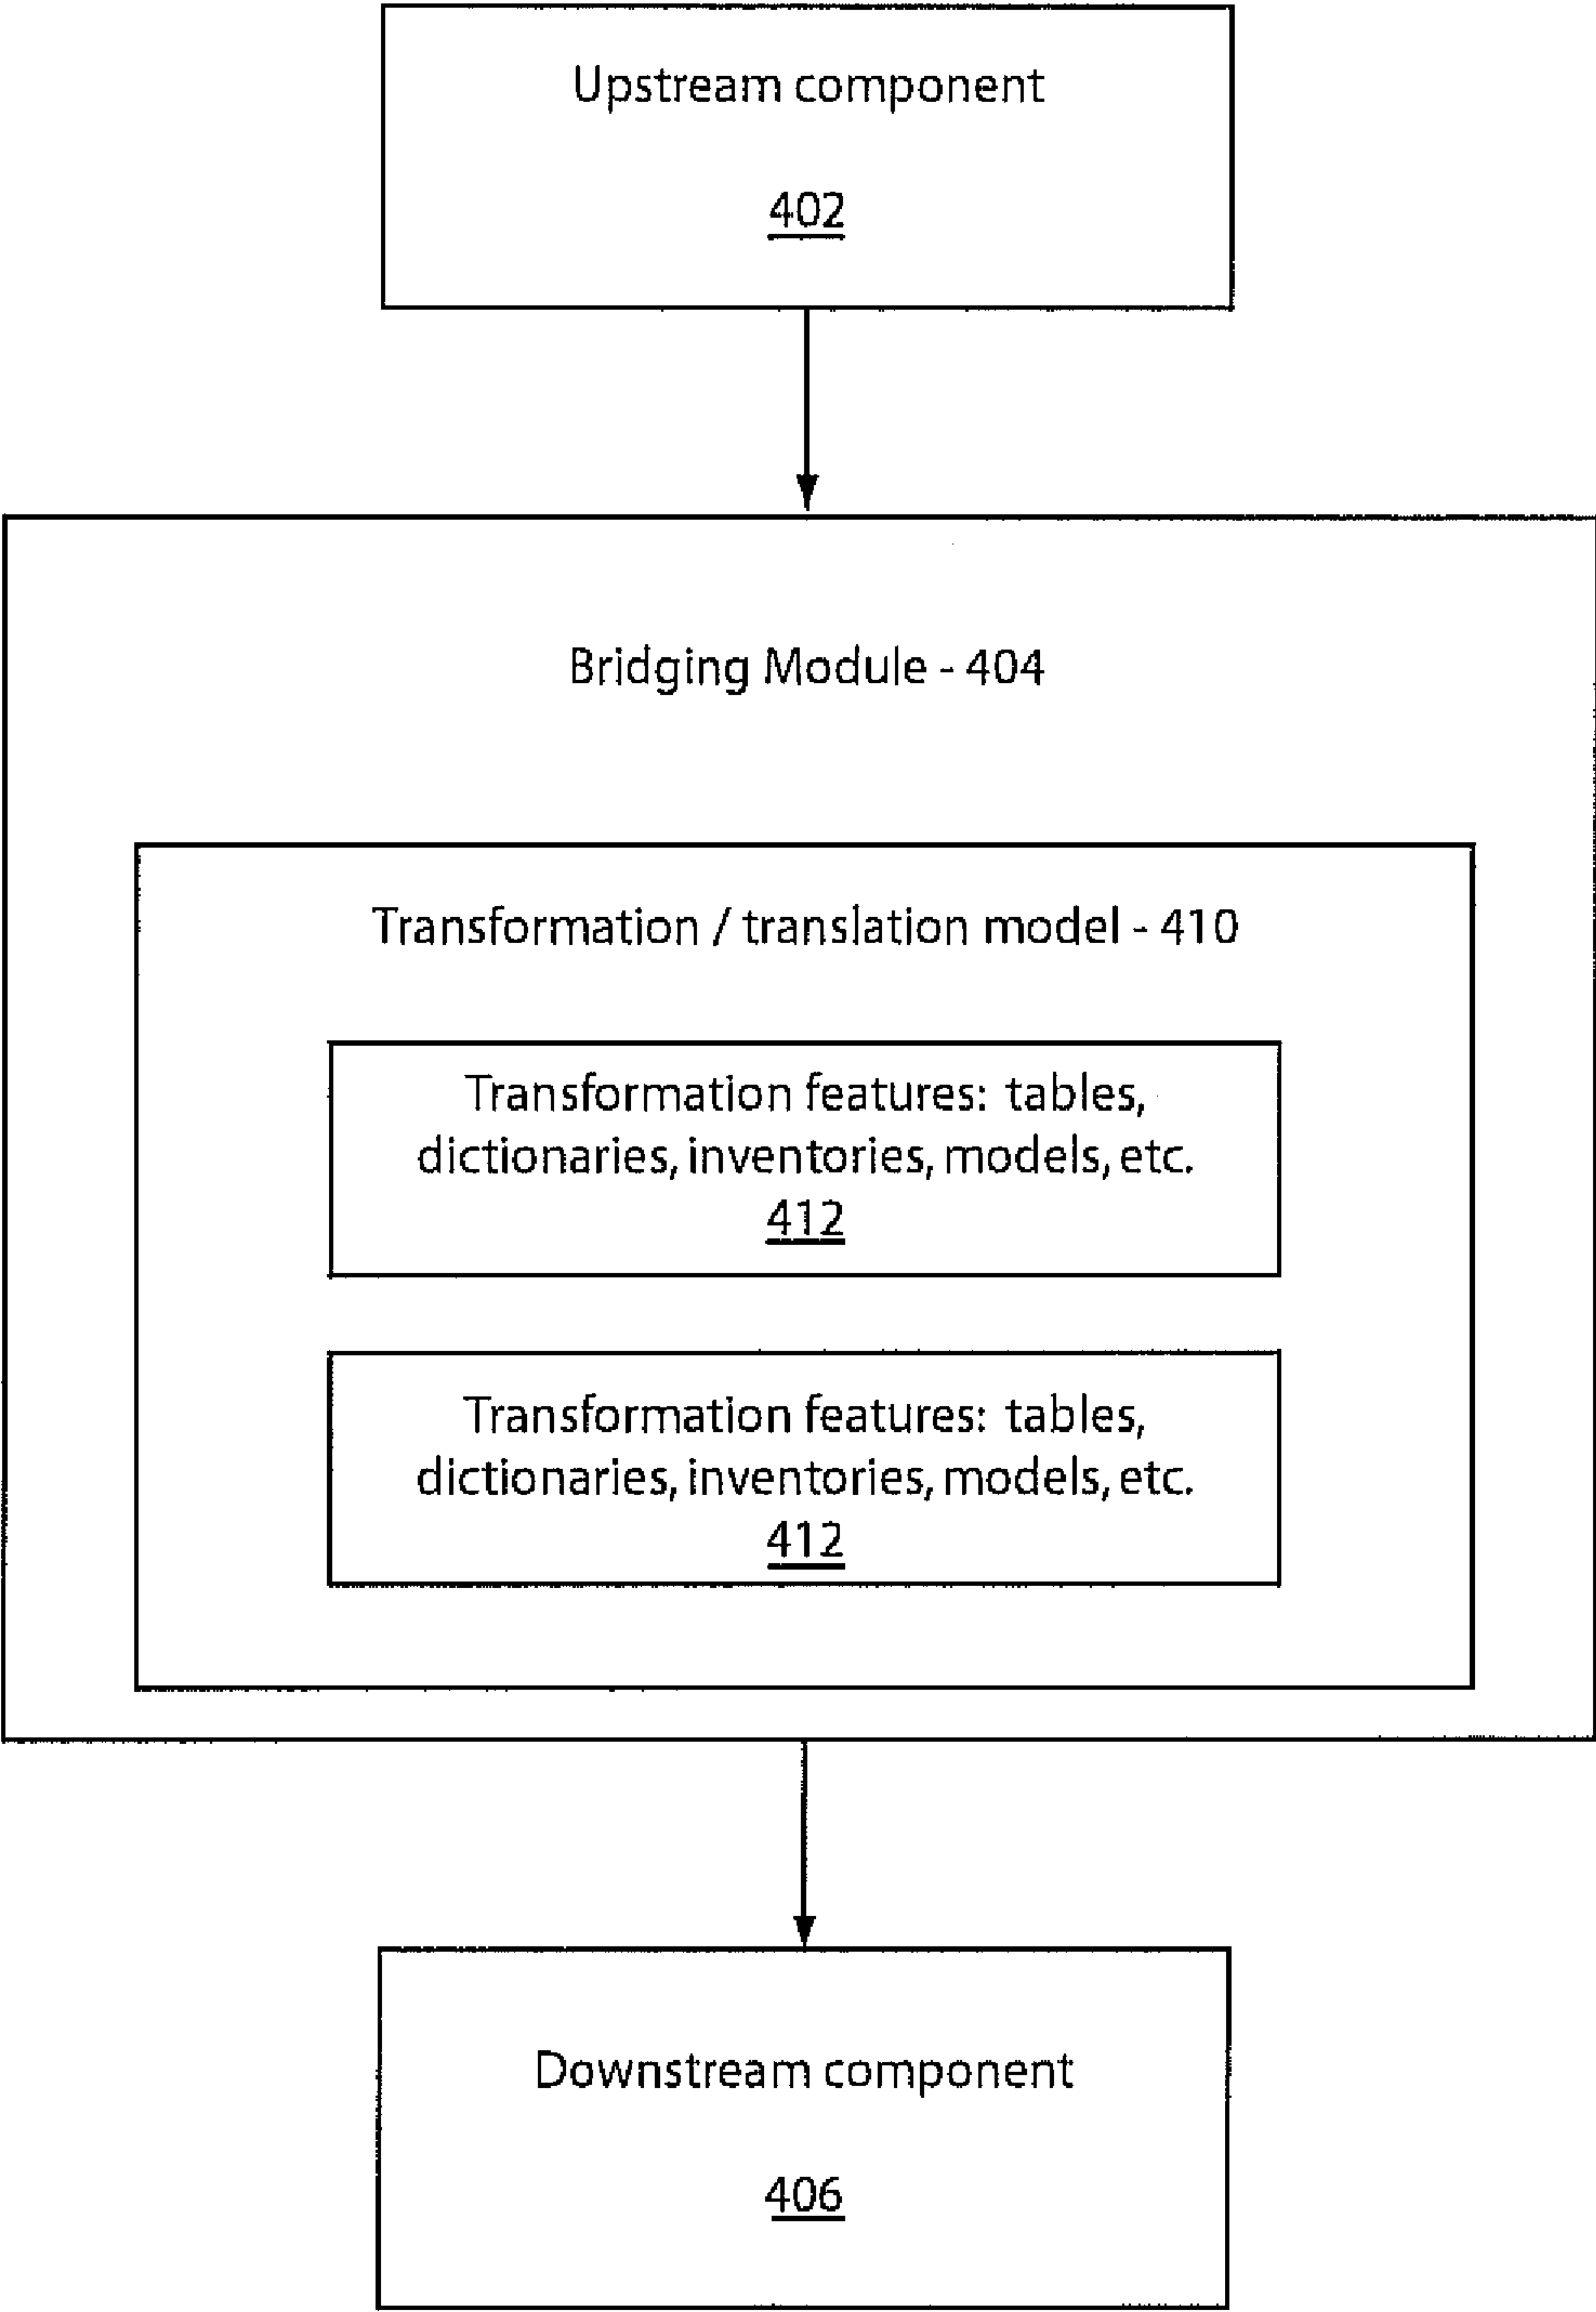 Upstream component
402
Bridging Module - 404
Transformation / translation model - 410
Transformation features: tables,
dictionaries, inventories, models, etc.
412
Transformation features: tables,
dictionaries, inventories, models, etc.
412
Downstream component
406